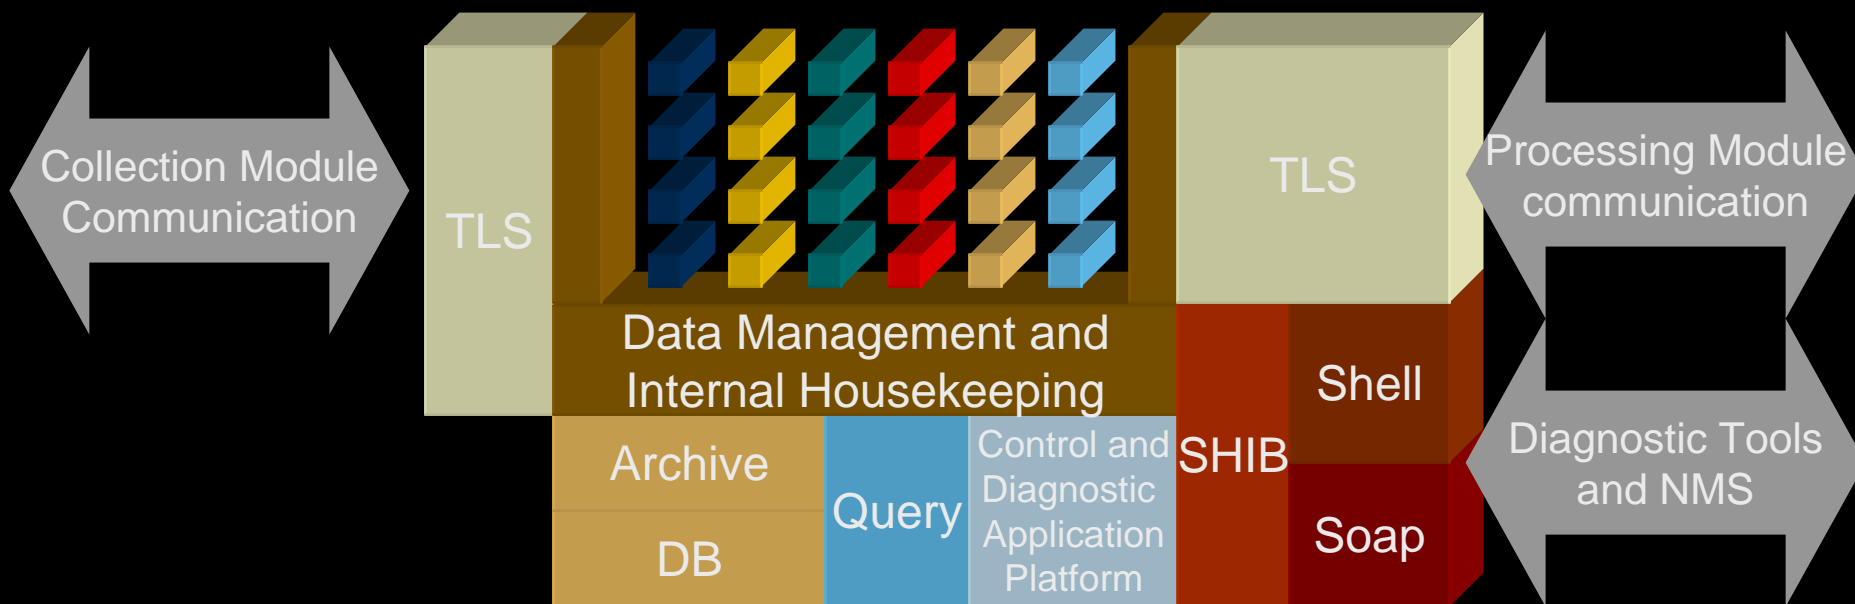 Collection Module
Communication
TLS
TLS
Processing Module
communication
Data Management and
Internal Housekeeping
Archive
DB
Query
Control and
Diagnostic
Application
Platform
SHIB
Shell
Soap
Diagnostic Tools
and NMS